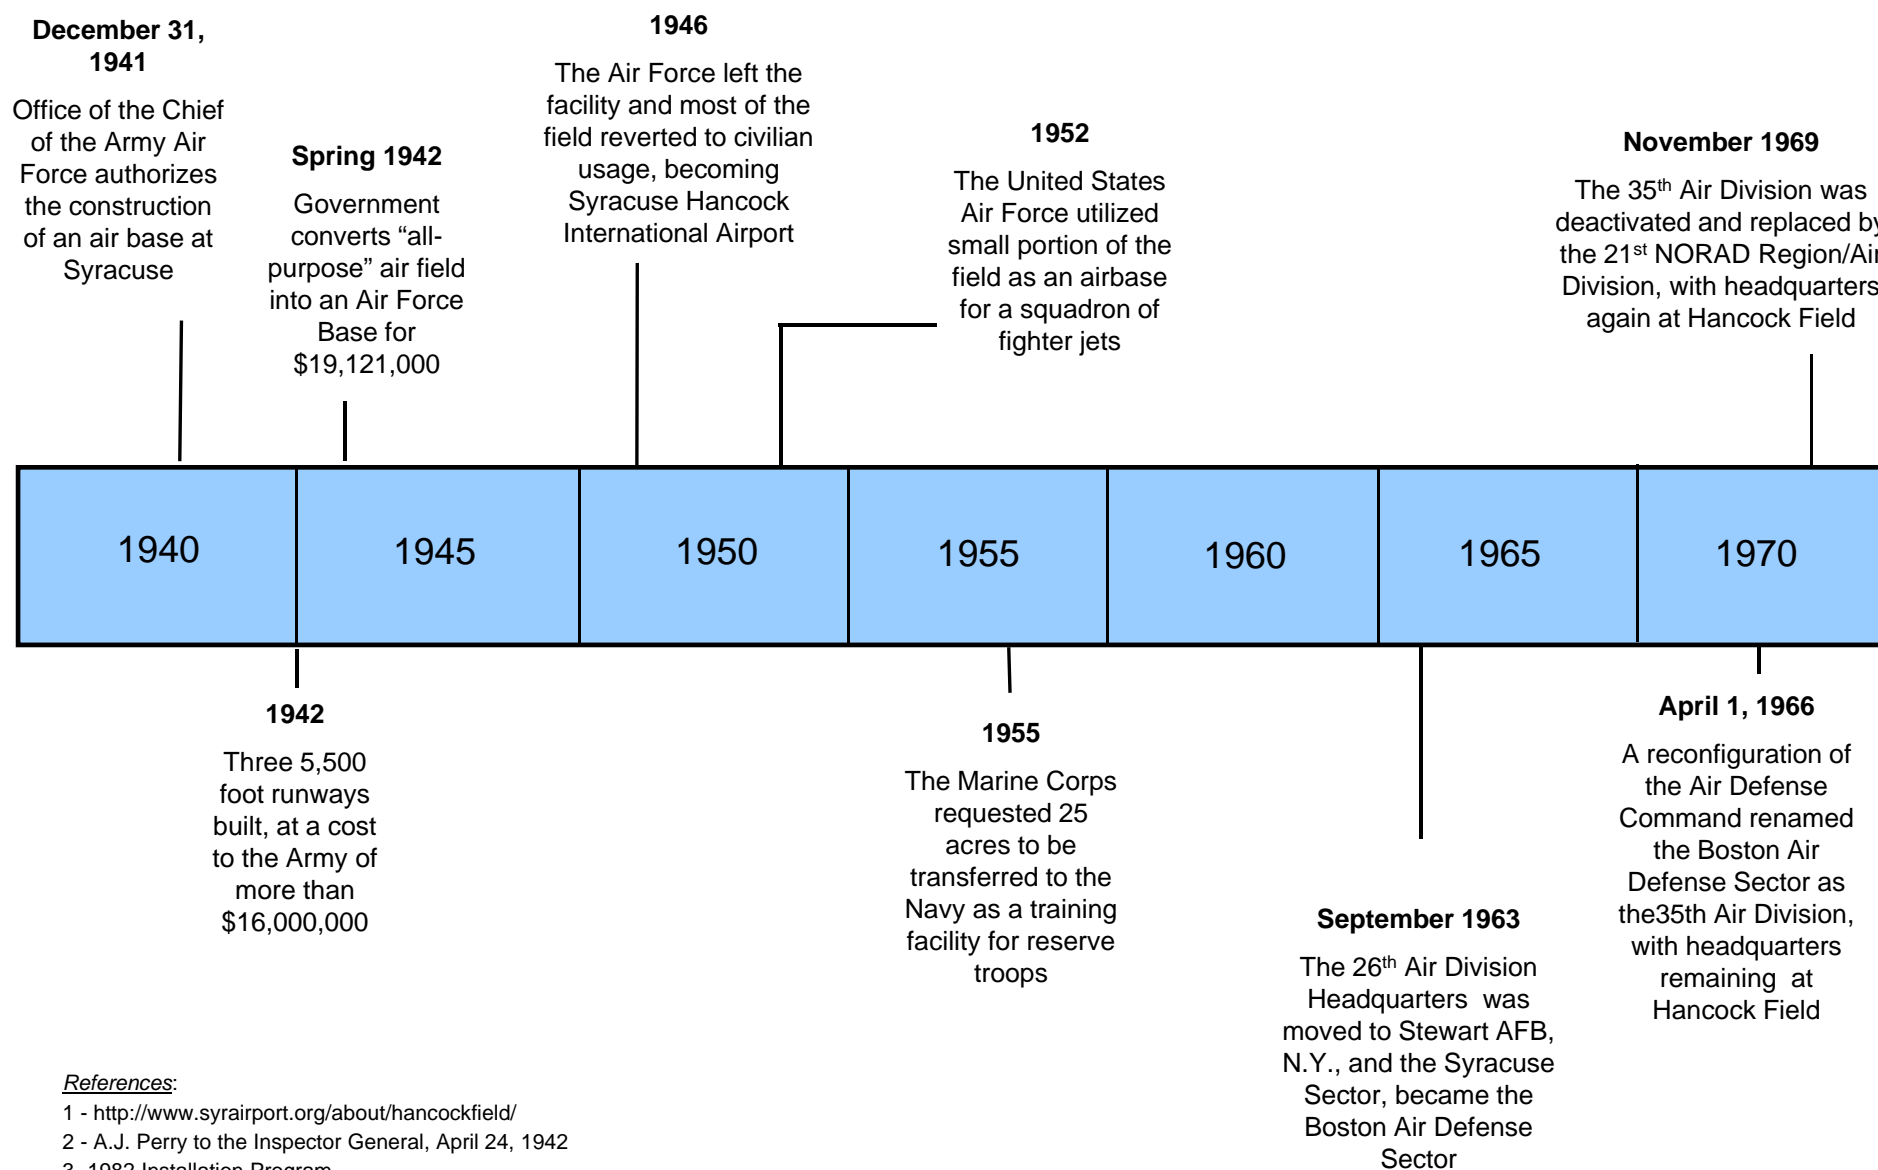 December 31,
1941
Office of the Chief
of the Army Air
Force authorizes
the construction
of an air base at
Syracuse
Spring 1942
Government
converts “all-
purpose” air field
into an Air Force
Base for
$19,121,000
1946
The Air Force left the
facility and most of the
field reverted to civilian
usage, becoming
Syracuse Hancock
International Airport
1952
The United States
Air Force utilized
small portion of the
field as an airbase
for a squadron of
fighter jets
November 1969
The 35th Air Division was
deactivated and replaced by
the 21st NORAD Region/Air
Division, with headquarters
again at Hancock Field
1940
1945
1950
1955
1960
1965
1970
1942
Three 5,500
foot runways
built, at a cost
to the Army of
more than
$16,000,000
1955
The Marine Corps
requested 25
acres to be
transferred to the
Navy as a training
facility for reserve
troops
September 1963
The 26th Air Division
Headquarters  was
moved to Stewart AFB,
N.Y., and the Syracuse
Sector, became the
Boston Air Defense
Sector
April 1, 1966
A reconfiguration of
the Air Defense
Command renamed
the Boston Air
Defense Sector as
the35th Air Division,
with headquarters
remaining  at
Hancock Field
References:
1 - http://www.syrairport.org/about/hancockfield/
2 - A.J. Perry to the Inspector General, April 24, 1942
3- 1982 Installation Program